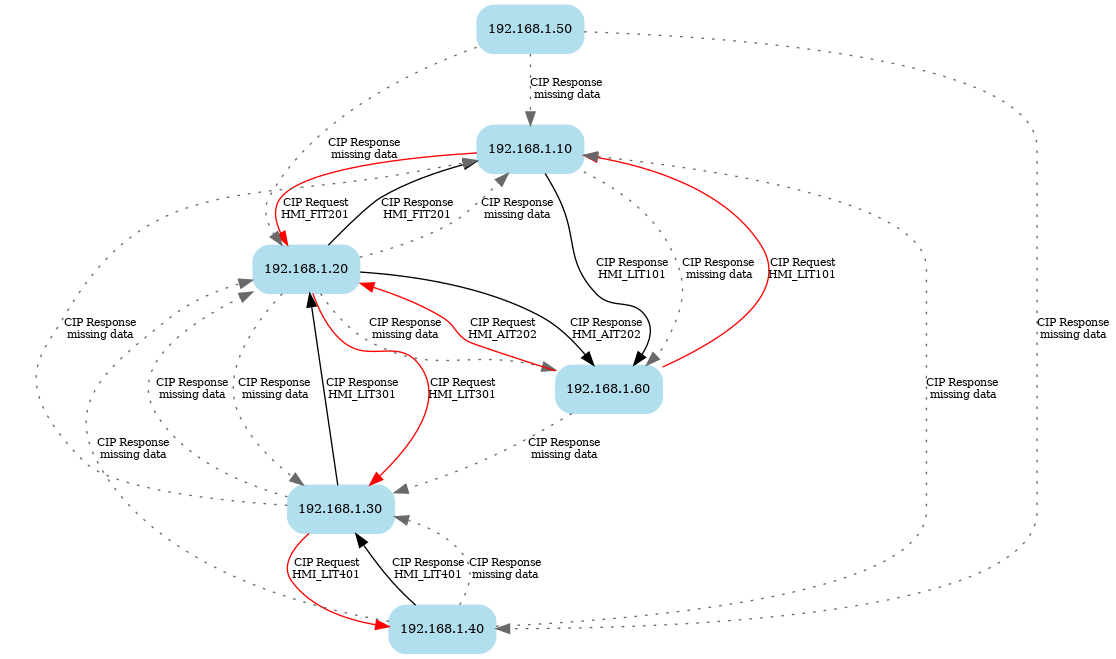 192.168.1.50
CIP Response
missing data
CIP Response
missing data
192.168.1.10
CIP Request
HMI_FIT201
CIP Response
HMI_FIT201
CIP Response
missing data
192.168.1.20
CIP Response
HMI_LIT101
CIP Response
missing data
CIP Request
HMI_LIT101
CIP Response
missing data
CIP Response
missing data
CIP Request
HMI_AIT202
CIP Response
HMI_AIT202
CIP Response
missing data
CIP Response
missing data
CIP Response
missing data
CIP Response
HMI_LIT301
CIP Request
HMI_LIT301
192.168.1.60
CIP Response
missing data
CIP Response
missing data
CIP Response
missing data
192.168.1.30
CIP Request
HMI_LIT401
CIP Response
HMI_LIT401
CIP Response
missing data
192.168.1.40